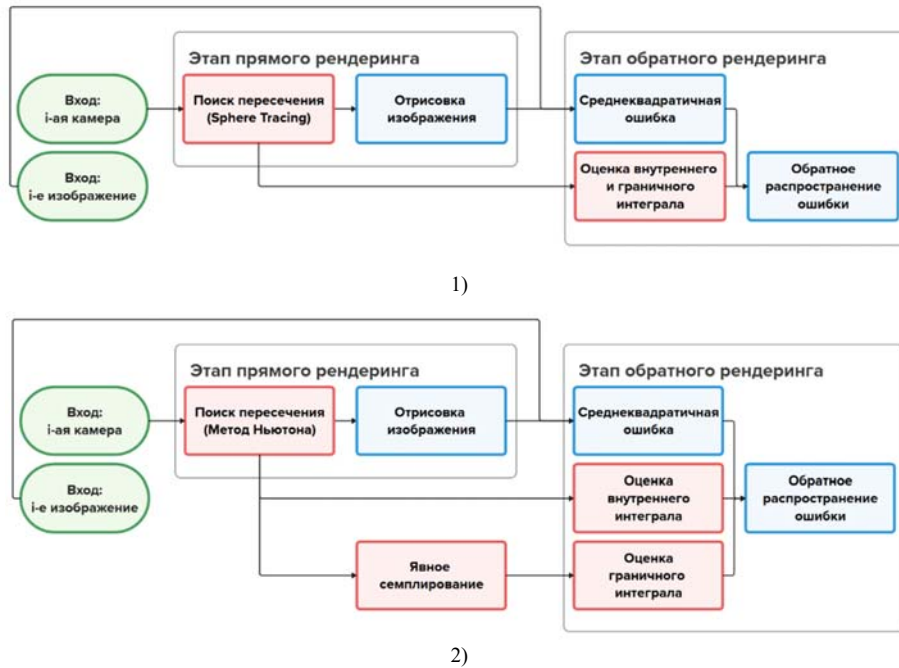 Этап прямого рендеринга
Этап обратного рендеринга
Вход:
i-ая камера
Поиск пересечения
(Sphere Tracing)
Отрисовка
изображения
Среднеквадратичная
ошибка
Вход:
i-е изображение
Оценка внутреннего
и граничного
интеграла
Обратное
распространение
ошибки
1)
Этап прямого рендеринга
Этап обратного рендеринга
Вход:
i-ая камера
Поиск пересечения
(Метод Ньютона)
Отрисовка
изображения
Среднеквадратичная
ошибка
Вход:
i-е изображение
Оценка
внутреннего
интеграла
Обратное
распространение
ошибки
Явное
семплирование
Оценка
граничного
интеграла
2)